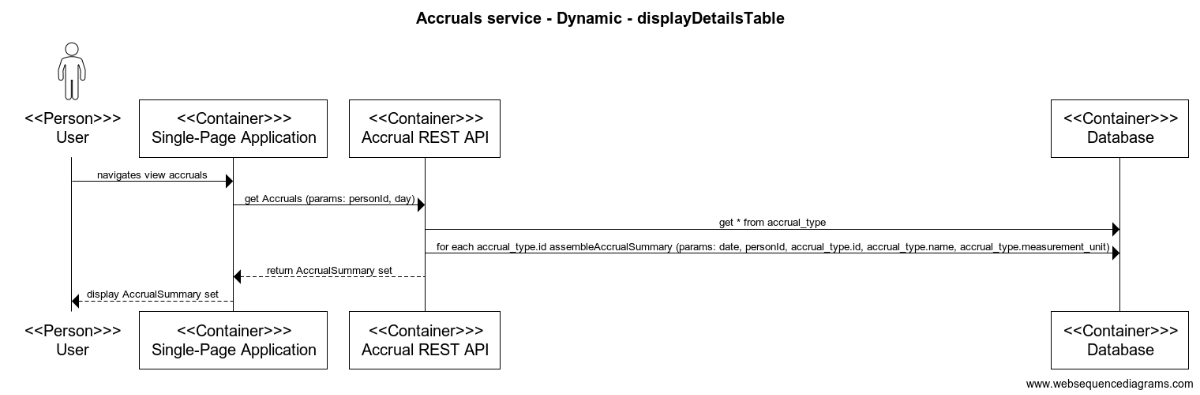 Accruals service - Dynamic - displayDetailsTable
<<Person>>>
User
<<Container>>>
Single-Page Application
<<Container>>>
Accrual REST API
<<Container>>>
Database
navigates view accruals
get Accruals (params: personId, day)
get * from accrual_type
for each accrual_type.id assembleAccrualSummary (params: date, personId, accrual_type.id, accrual_type.name, accrual_type.measurement_unit)
return AccrualSummary set
display AccrualSummary set
<<Person>>>
User
<<Container>>>
Single-Page Application
<<Container>>>
Accrual REST API
<<Container>>>
Database
www.websequencediagrams.com